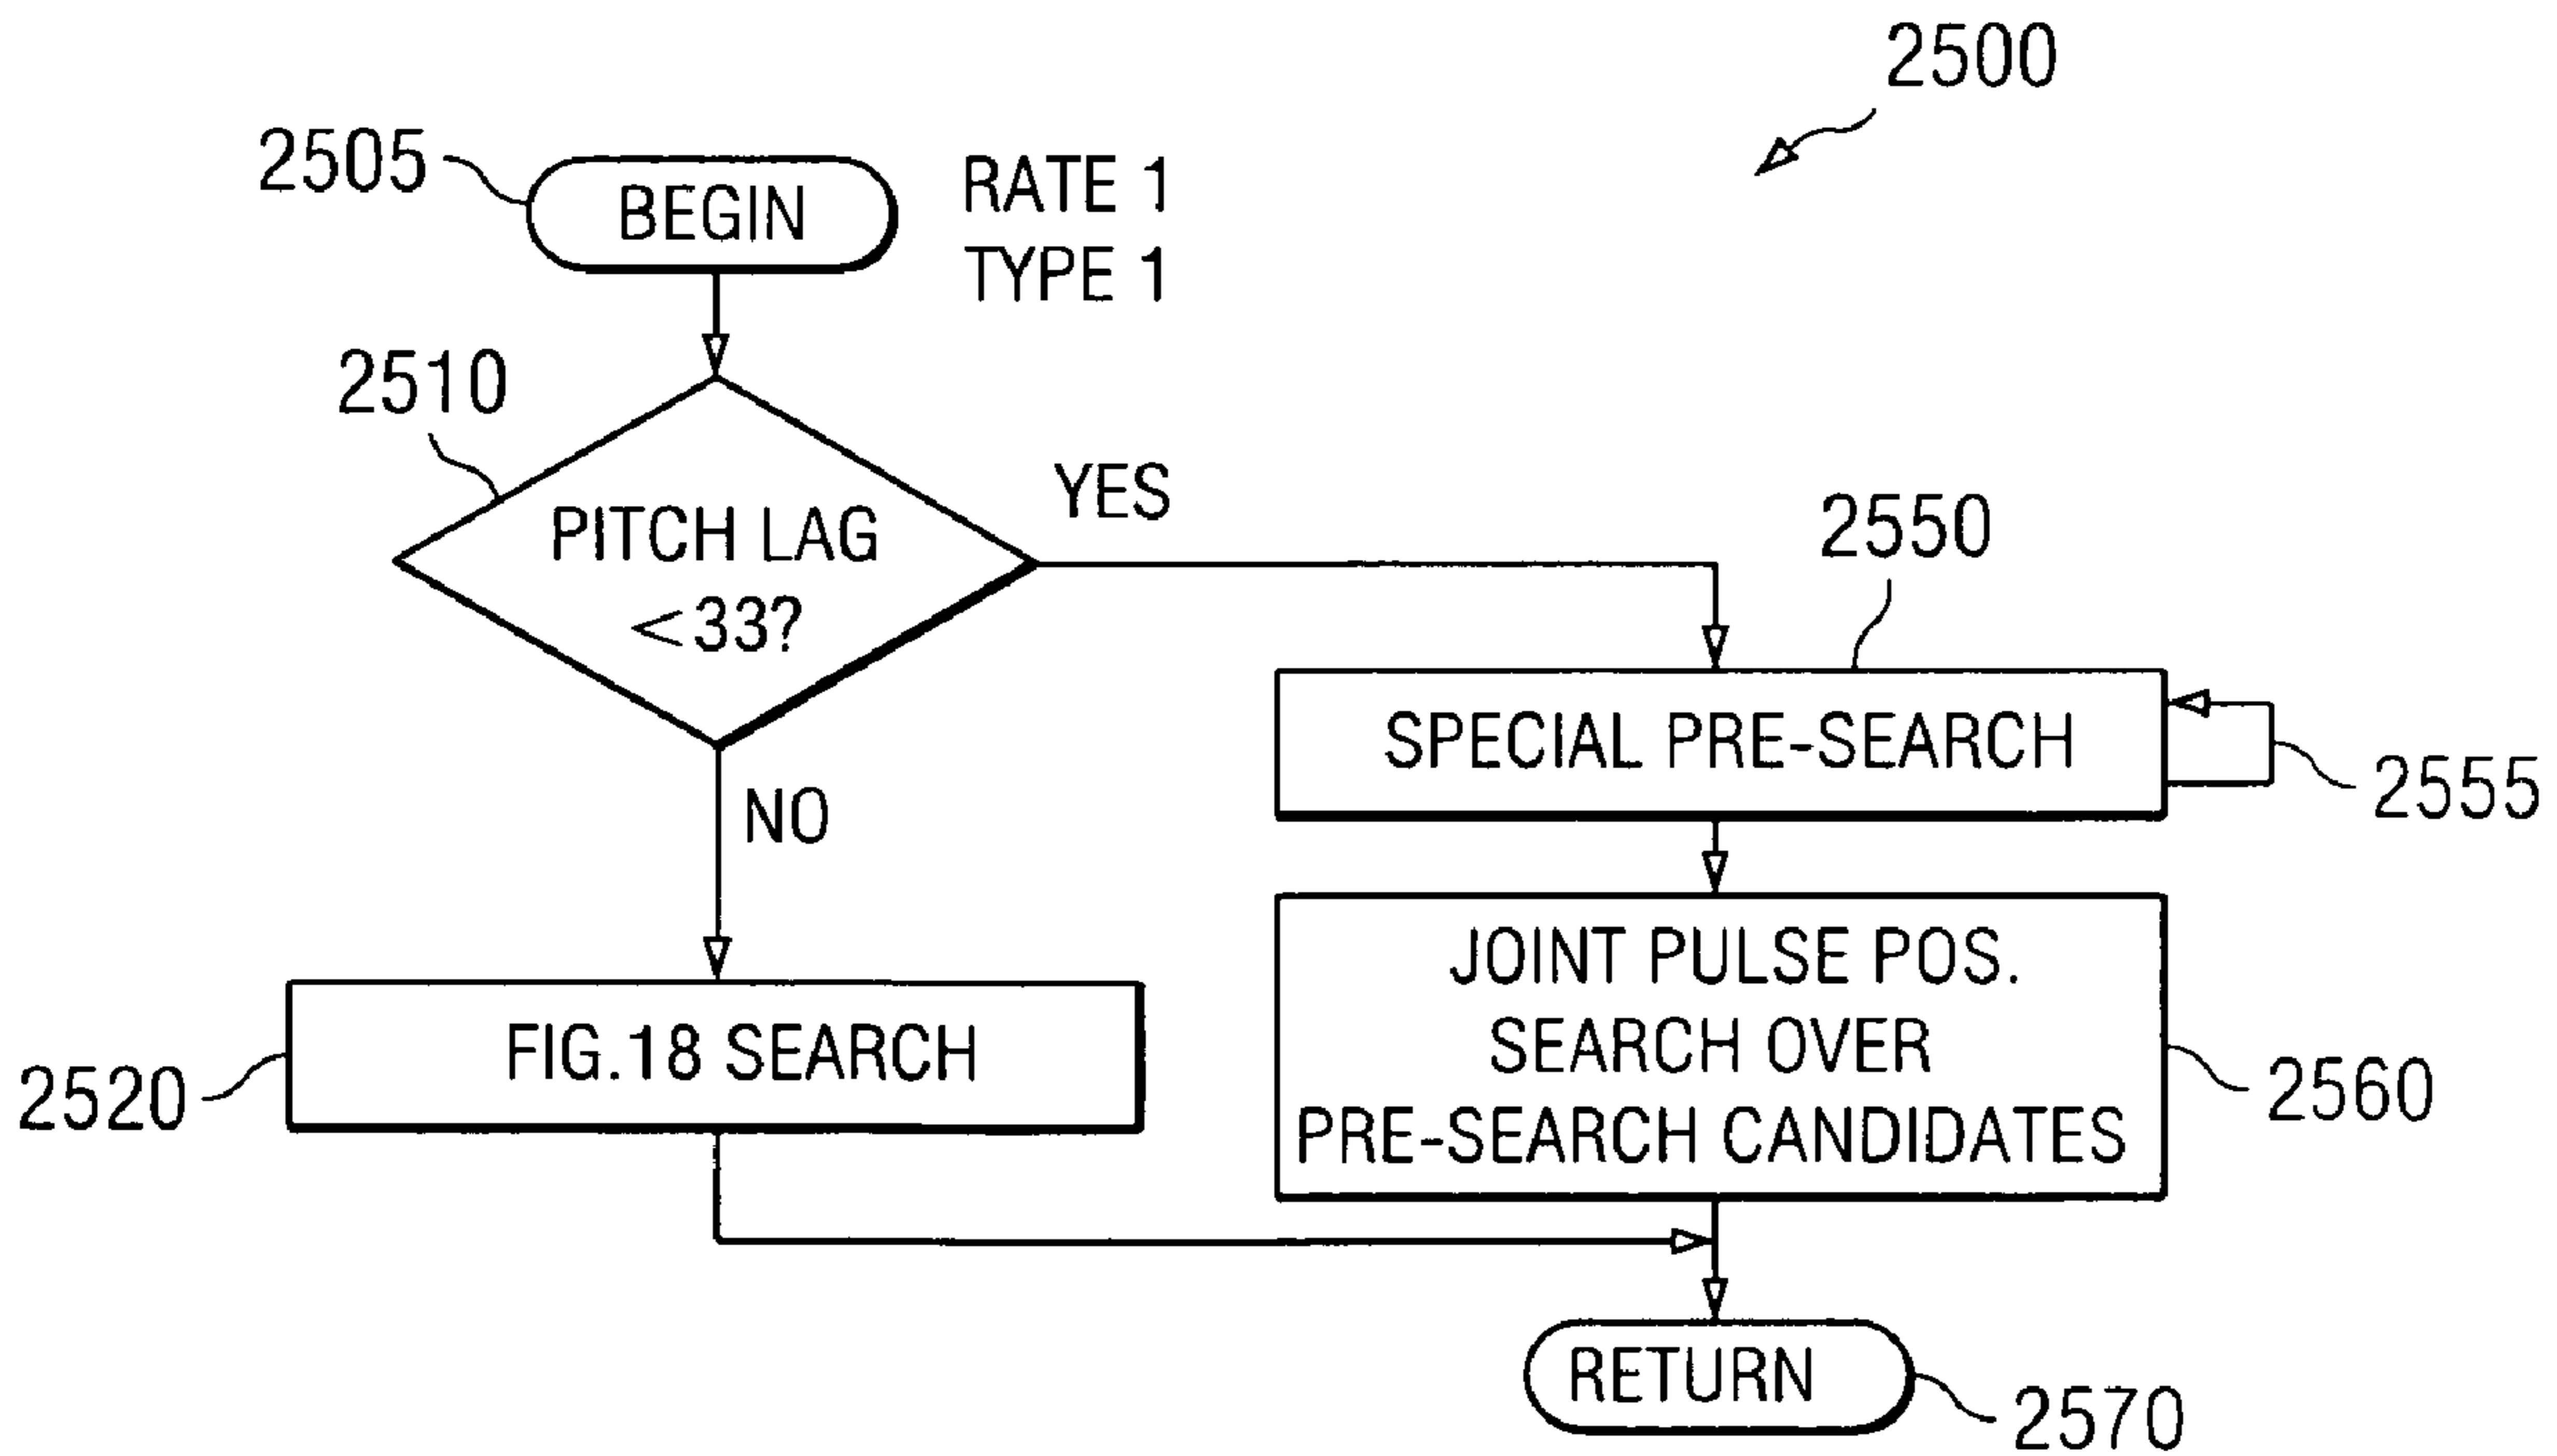 2500
2505
BEGIN
RATE 1
TYPE 1
2510
PITCH LAG
<33?
YES
NO
2550
SPECIAL PRE-SEARCH
2555
FIG.18 SEARCH
2520
JOINT PULSE POS.
SEARCH OVER
PRE-SEARCH CANDIDATES
2560
RETURN
2570